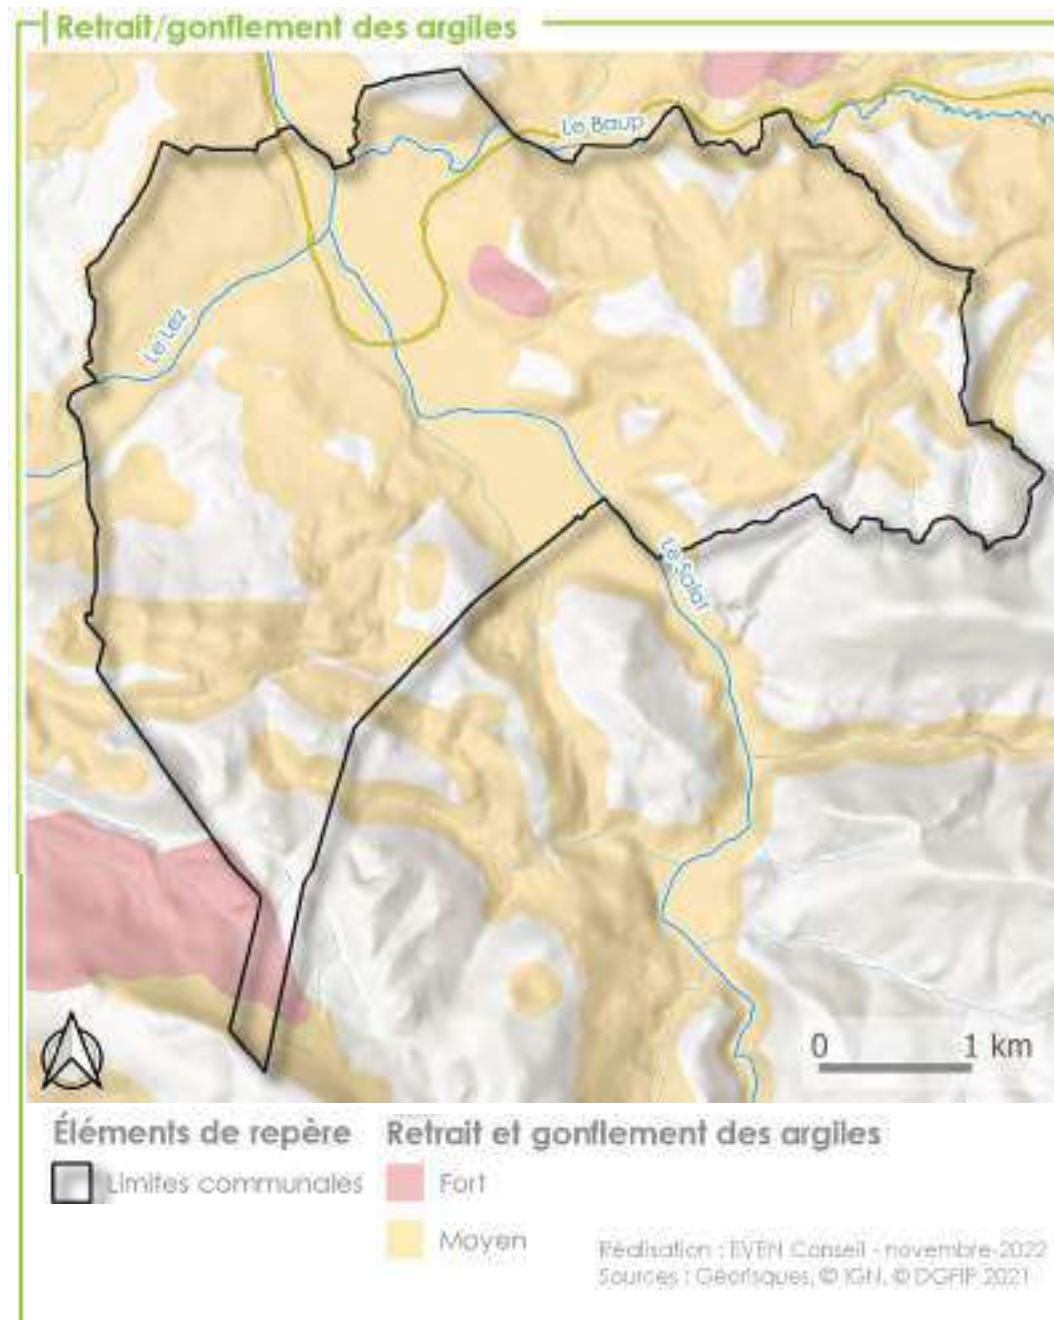 Retrait/gonflement des argiles
Le Baup
Le Lez
Le Salat
0 1 km
Éléments de repère
Limites communales
Retrait et gonflement des argiles
Fort
Moyen
Réalisation : EVEN Conseil - novembre-2022
Sources : Géorisques, © IGN, © DGFIP 2021